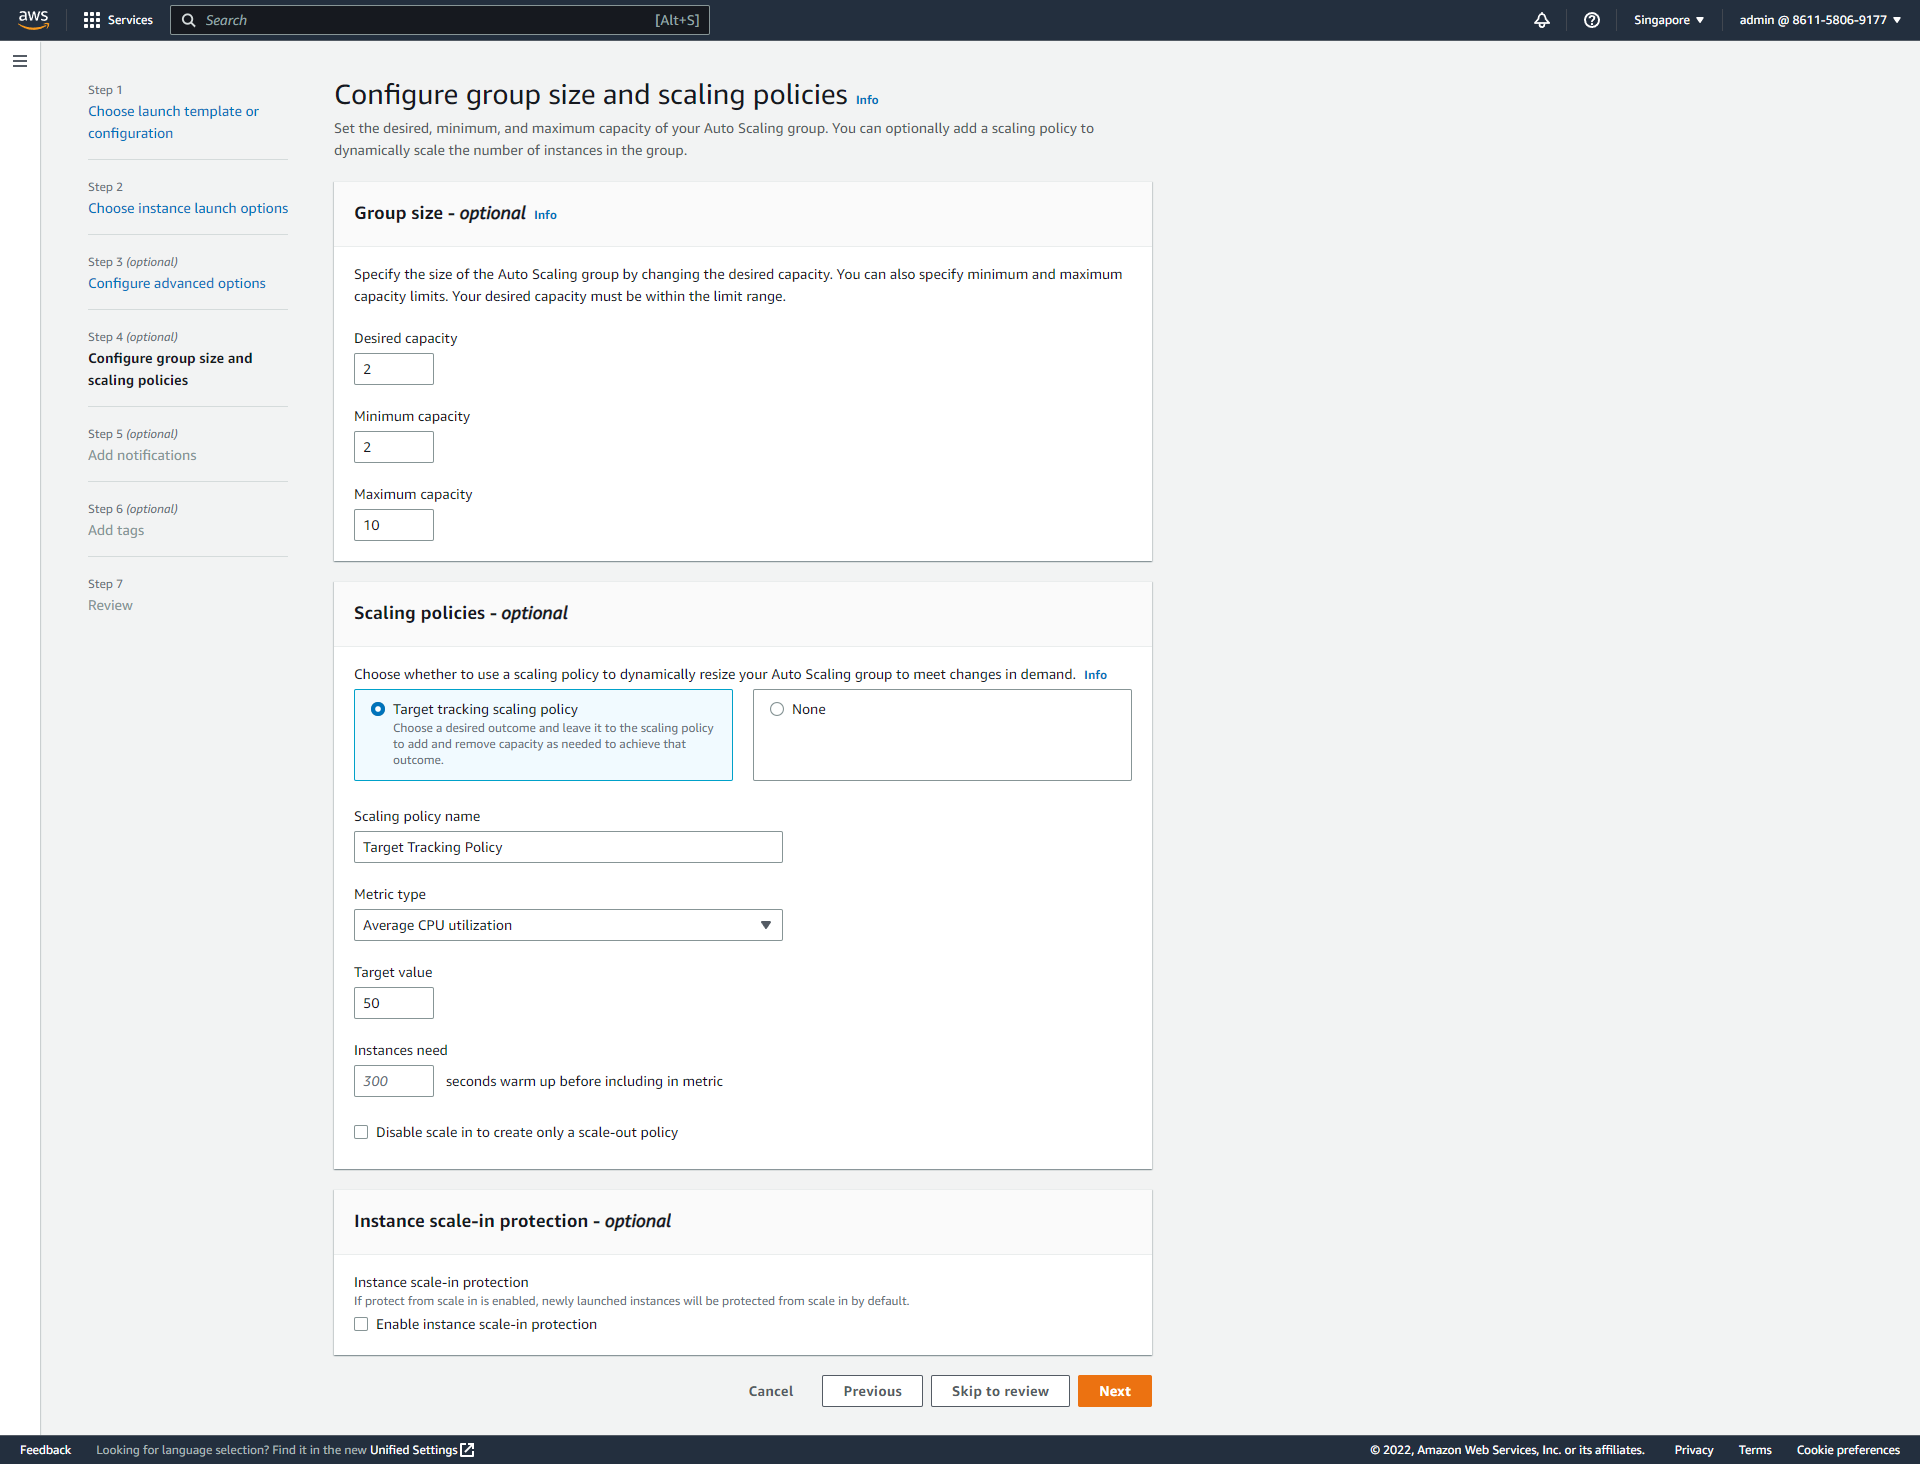 aws
Services
Search
[Alt+S]
Singapore
admin @ 8611-5806-9177
Step 1
Choose launch template or
configuration
Step 2
Choose instance launch options
Step 3 (optional)
Configure advanced options
Step 4 (optional)
Configure group size and
scaling policies
Step 5 (optional)
Add notifications
Step 6 (optional)
Add tags
Step 7
Review
Configure group size and scaling policies Info
Set the desired, minimum, and maximum capacity of your Auto Scaling group. You can optionally add a scaling policy to
dynamically scale the number of instances in the group.
Group size - optional Info
Specify the size of the Auto Scaling group by changing the desired capacity. You can also specify minimum and maximum
capacity limits. Your desired capacity must be within the limit range.
Desired capacity
2
Minimum capacity
2
Maximum capacity
10
Scaling policies - optional
Choose whether to use a scaling policy to dynamically resize your Auto Scaling group to meet changes in demand. Info
Target tracking scaling policy
Choose a desired outcome and leave it to the scaling policy
to add and remove capacity as needed to achieve that
outcome.
None
Scaling policy name
Target Tracking Policy
Metric type
Average CPU utilization
Target value
50
Instances need
300 seconds warm up before including in metric
Disable scale in to create only a scale-out policy
Instance scale-in protection - optional
Instance scale-in protection
If protect from scale in is enabled, newly launched instances will be protected from scale in by default.
Enable instance scale-in protection
Cancel
Previous
Skip to review
Next
Feedback
Looking for language selection? Find it in the new Unified Settings
© 2022, Amazon Web Services, Inc. or its affiliates.
Privacy
Terms
Cookie preferences